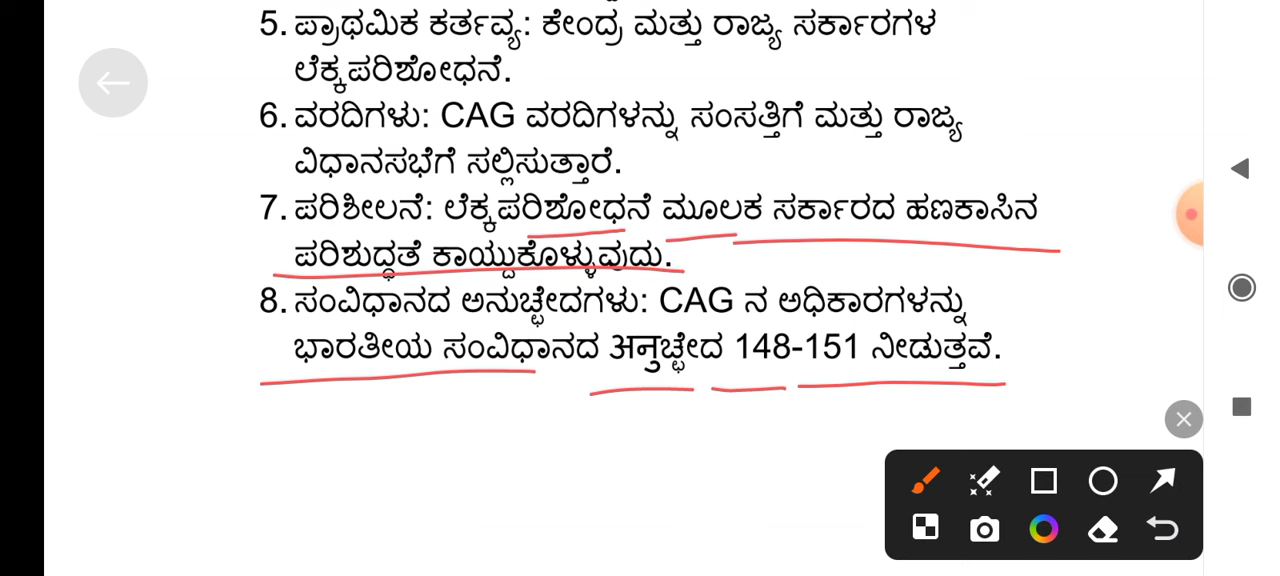 5. ಪ್ರಾಥಮಿಕ ಕರ್ತವ್ಯ: ಕೇಂದ್ರ ಮತ್ತು ರಾಜ್ಯ ಸರ್ಕಾರಗಳ
ಲೆಕ್ಕಪರಿಶೋಧನೆ.
6. ವರದಿಗಳು: CAG ವರದಿಗಳನ್ನು ಸಂಸತ್ತಿಗೆ ಮತ್ತು ರಾಜ್ಯ
ವಿಧಾನಸಭೆಗೆ ಸಲ್ಲಿಸುತ್ತಾರೆ.
7. ಪರಿಶೀಲನೆ: ಲೆಕ್ಕಪರಿಶೋಧನೆ ಮೂಲಕ ಸರ್ಕಾರದ ಹಣಕಾಸಿನ
ಪರಿಶುದ್ಧತೆ ಕಾಯ್ದುಕೊಳ್ಳುವುದು.
8. ಸಂವಿಧಾನದ ಅನುಚ್ಛೇದಗಳು: CAG ನ ಅಧಿಕಾರಗಳನ್ನು
ಭಾರತೀಯ ಸಂವಿಧಾನದ अनुಚ್ಛೇದ 148-151 ನೀಡುತ್ತವೆ.